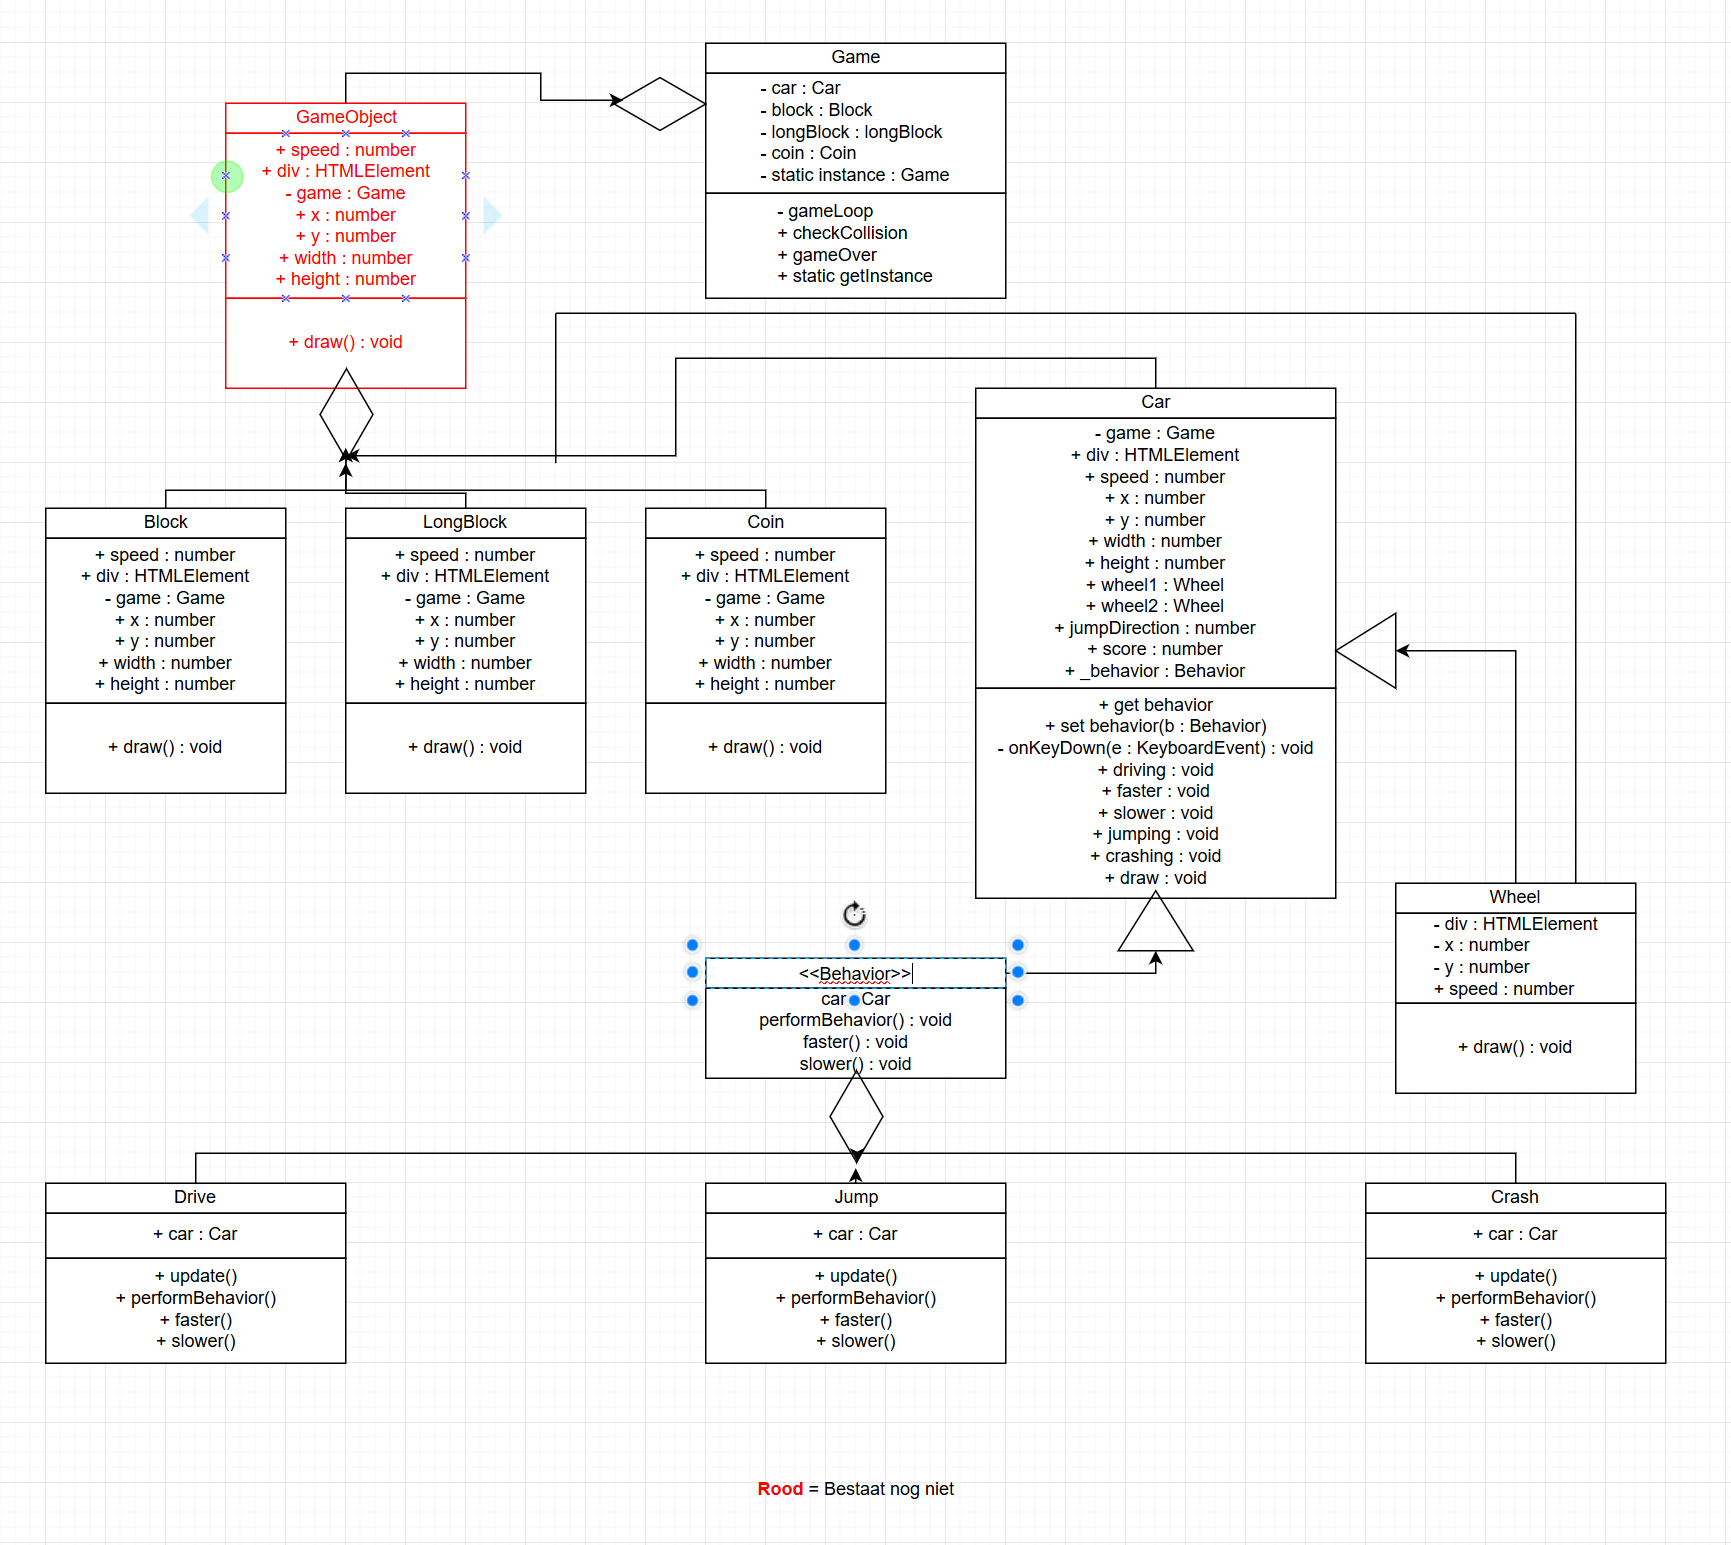 Game
- car : Car
- block : Block
- longBlock : longBlock
- coin : Coin
- static instance : Game
- gameLoop
+ checkCollision
+ gameOver
+ static getInstance
GameObject
+ speed : number
+ div : HTMLElement
- game : Game
+ x : number
+ y : number
+ width : number
+ height : number
+ draw() : void
Car
- game : Game
+ div : HTMLElement
+ speed : number
+ x : number
+ y : number
+ width : number
+ height : number
+ wheel1 : Wheel
+ wheel2 : Wheel
+ jumpDirection : number
+ score : number
+ _behavior : Behavior
+ get behavior
+ set behavior(b : Behavior)
- onKeyDown(e : KeyboardEvent) : void
+ driving : void
+ faster : void
+ slower : void
+ jumping : void
+ crashing : void
+ draw : void
Block
+ speed : number
+ div : HTMLElement
- game : Game
+ x : number
+ y : number
+ width : number
+ height : number
+ draw() : void
LongBlock
+ speed : number
+ div : HTMLElement
- game : Game
+ x : number
+ y : number
+ width : number
+ height : number
+ draw() : void
Coin
+ speed : number
+ div : HTMLElement
- game : Game
+ x : number
+ y : number
+ width : number
+ height : number
+ draw() : void
Wheel
- div : HTMLElement
- x : number
- y : number
+ speed : number
+ draw() : void
<<Behavior>>
car Car
performBehavior() : void
faster() : void
slower() : void
Drive
+ car : Car
+ update()
+ performBehavior()
+ faster()
+ slower()
Jump
+ car : Car
+ update()
+ performBehavior()
+ faster()
+ slower()
Crash
+ car : Car
+ update()
+ performBehavior()
+ faster()
+ slower()
Rood = Bestaat nog niet